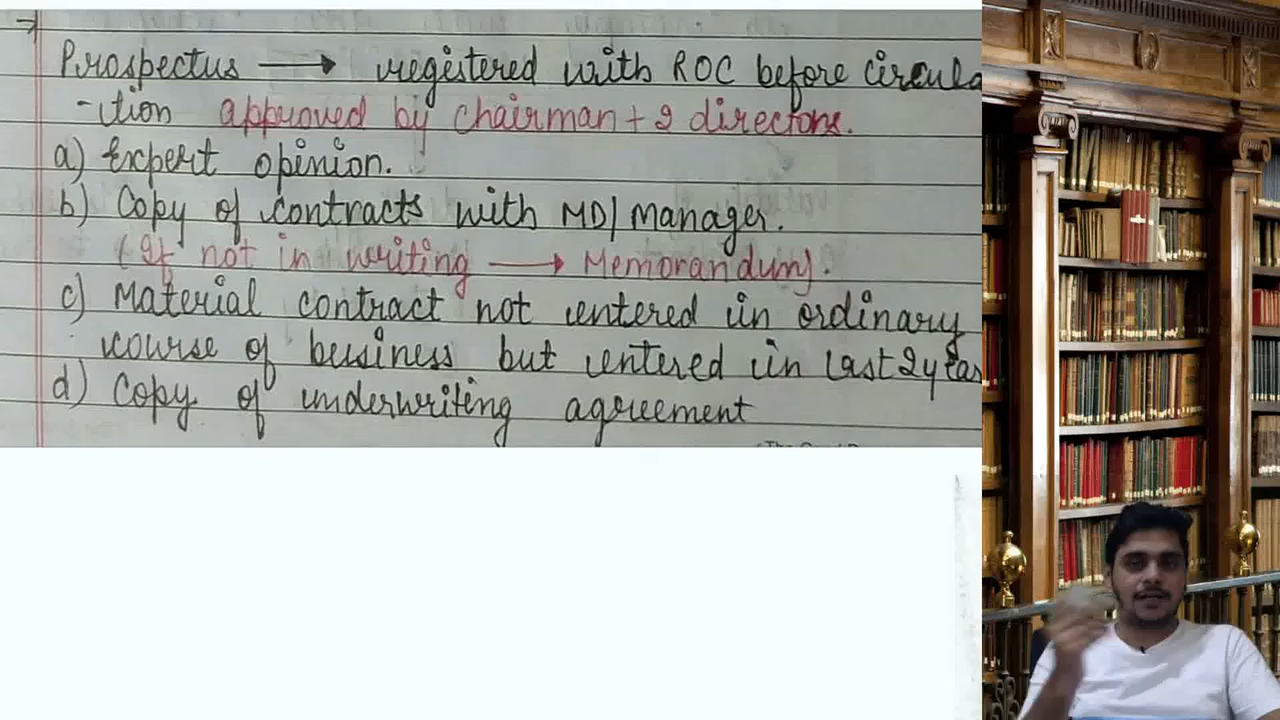 Prospectus → registered with ROC before circula
-tion approved by chairman + 2 directors.
a) Expert opinion.
b) Copy of contracts with MD/manager.
(If not in writing → Memorandum).
c) Material contract not entered in ordinary
course of business but entered in last 2 year
d) Copy of underwriting agreement